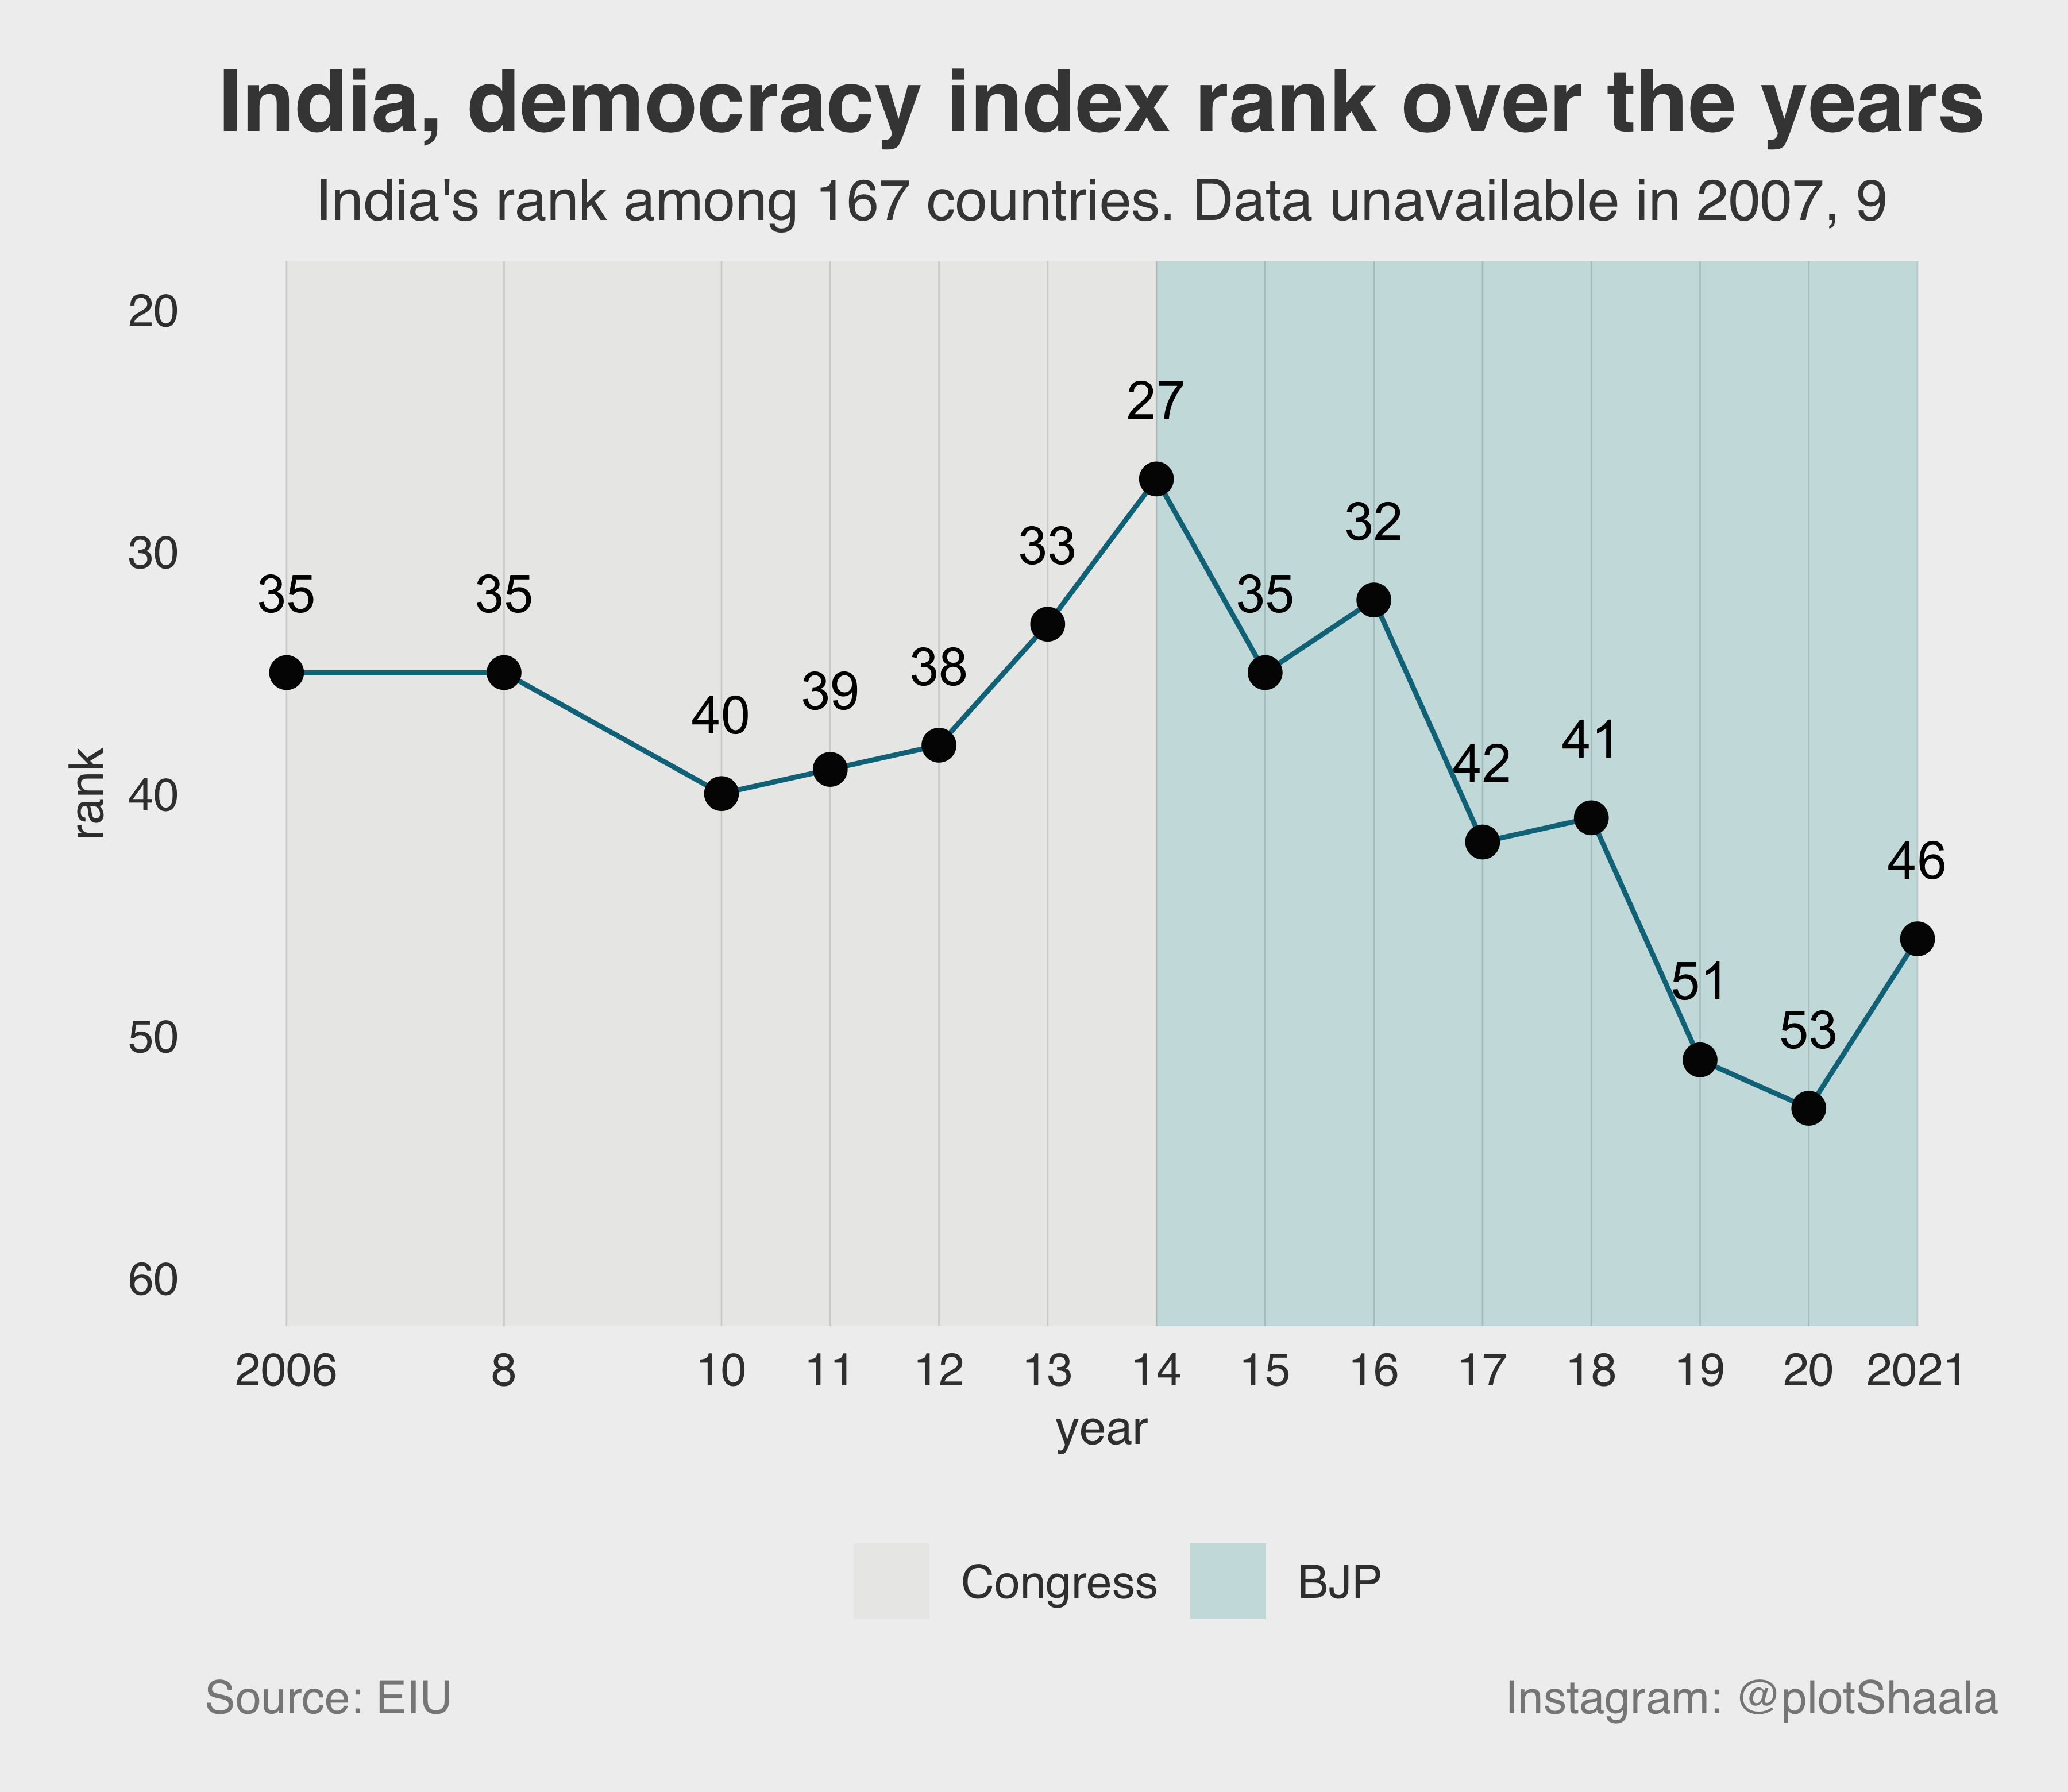 India, democracy index rank over the years
India's rank among 167 countries. Data unavailable in 2007, 9
20
30
40
50
60
rank
35
35
40
39
38
33
27
35
32
42
41
51
53
46
2006 8 10 11 12 13 14 15 16 17 18 19 20 2021
year
Congress BJP
Source: EIU Instagram: @plotShaala